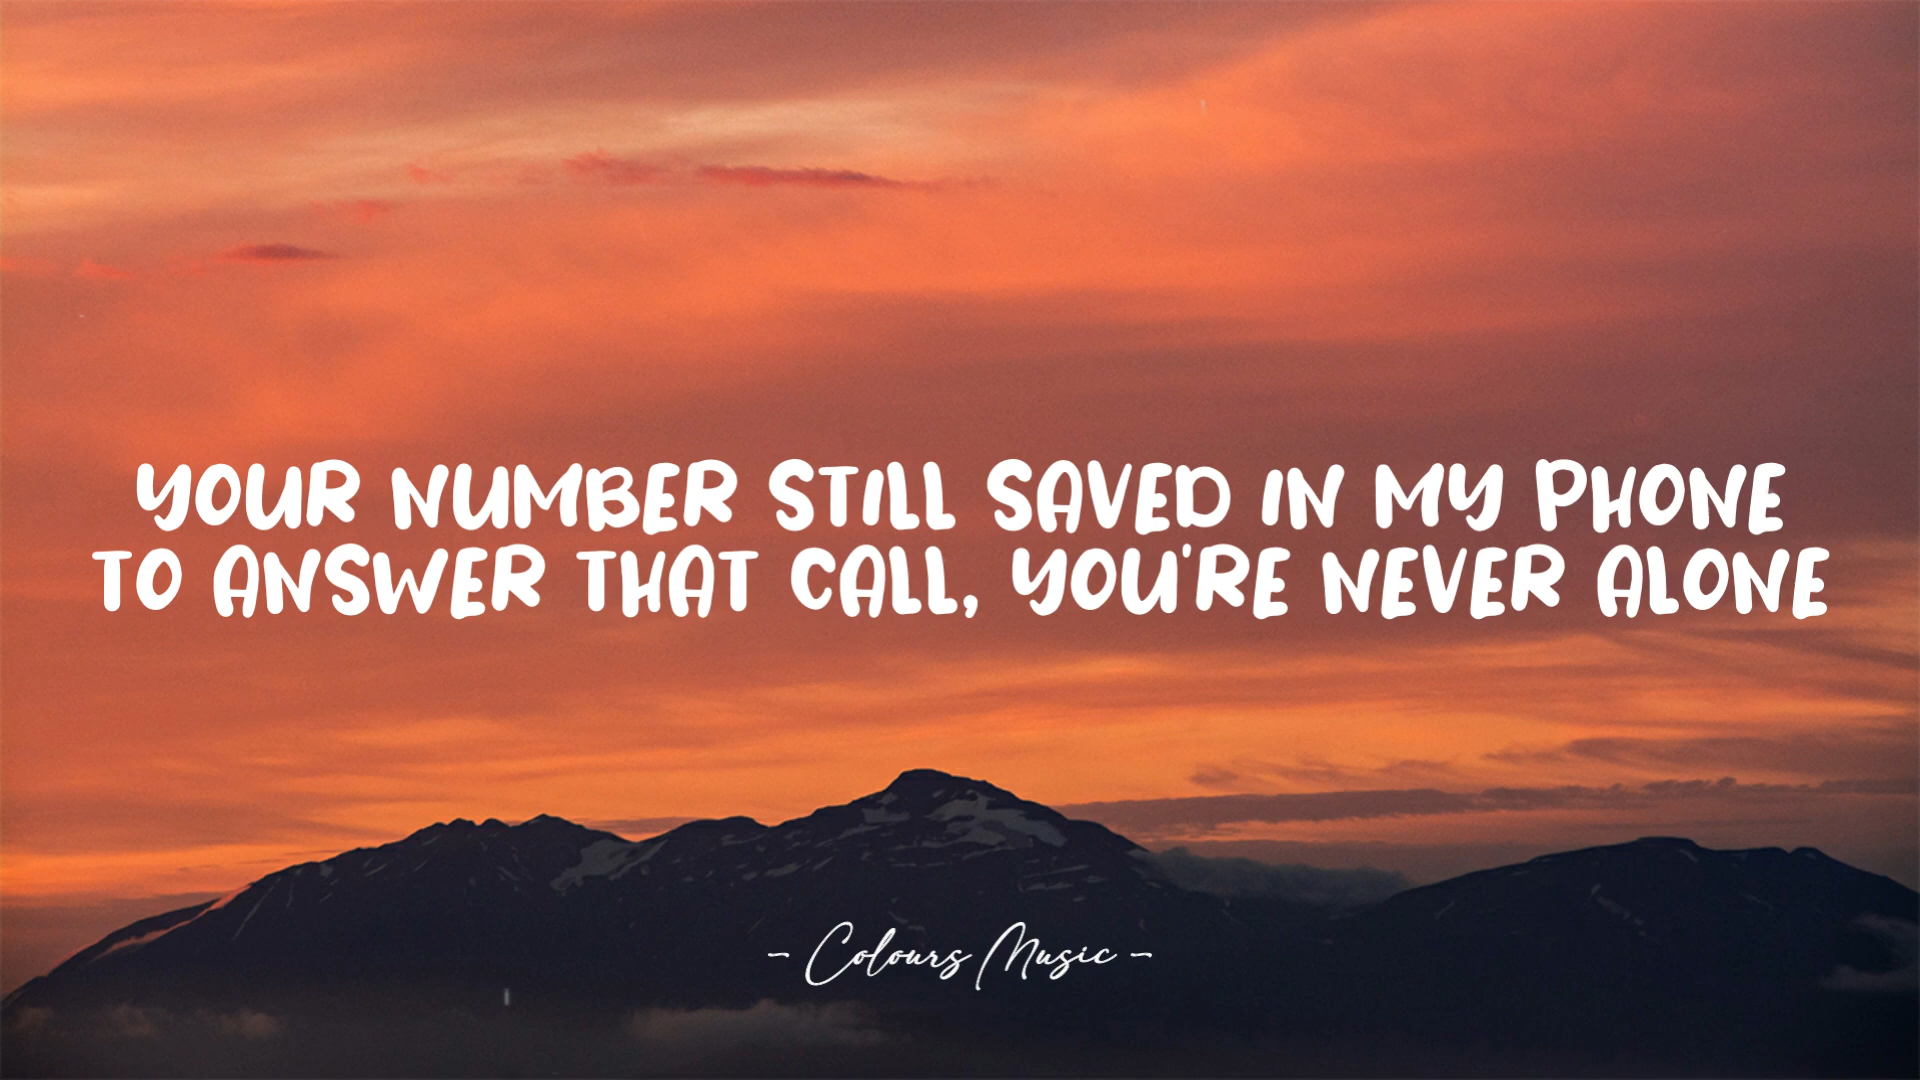 YOUR NUMBER STILL SAVED IN MY PHONE
TO ANSWER THAT CALL, YOU'RE NEVER ALONE
- Colours Music -